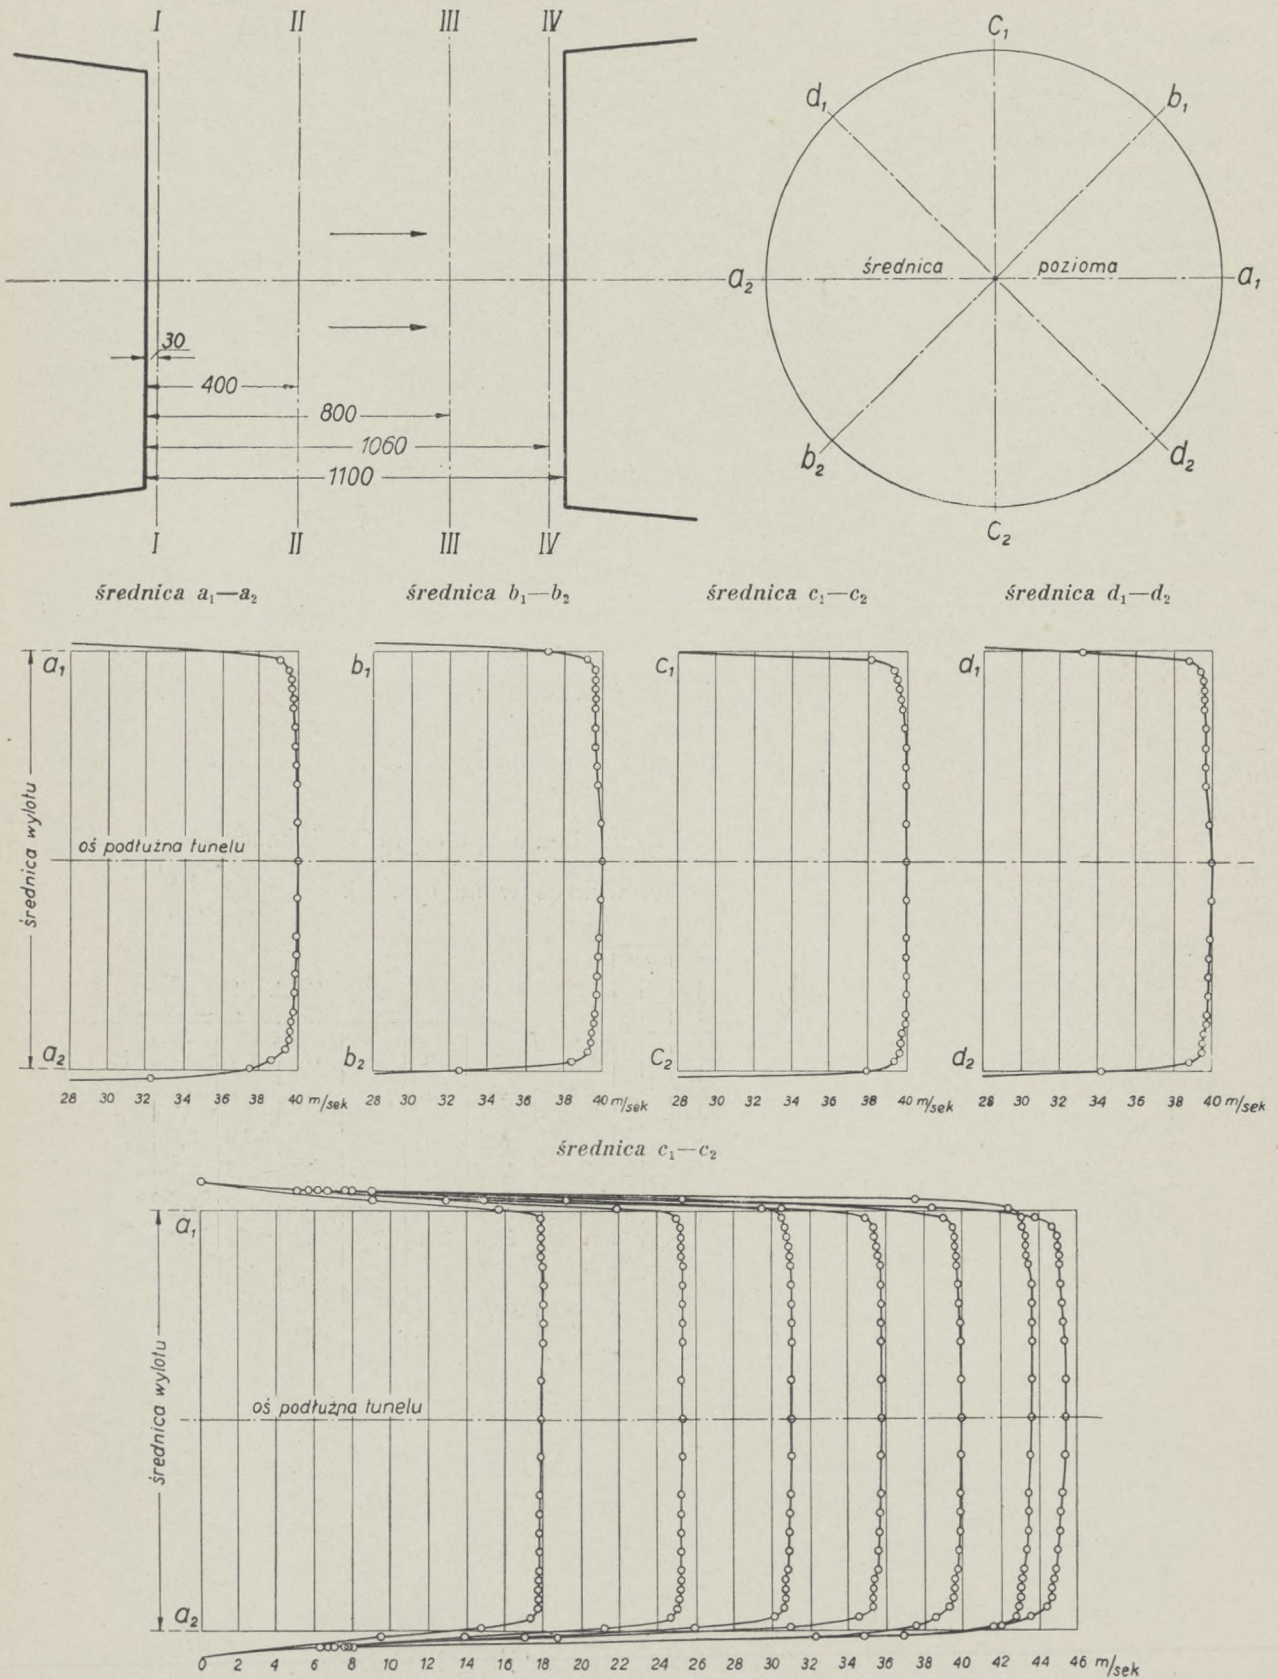 I II III IV
30
400
800
1060
1100
I II III IV
C₁
d₁ b₁
a₂ średnica pozioma a₁
b₂ d₂
C₂
średnica a₁—a₂ średnica b₁—b₂ średnica c₁—c₂ średnica d₁—d₂
a₁ b₁ C₁ d₁
średnica wylotu
oś podłużna tunelu
a₂ b₂ C₂ d₂
28 30 32 34 36 38 40 m/sek 28 30 32 34 36 38 40 m/sek 28 30 32 34 36 38 40 m/sek 28 30 32 34 36 38 40 m/sek
średnica c₁—c₂
a₁
średnica wylotu
oś podłużna tunelu
a₂
0 2 4 6 8 10 12 14 16 18 20 22 24 26 28 30 32 34 36 38 40 42 44 46 m/sek